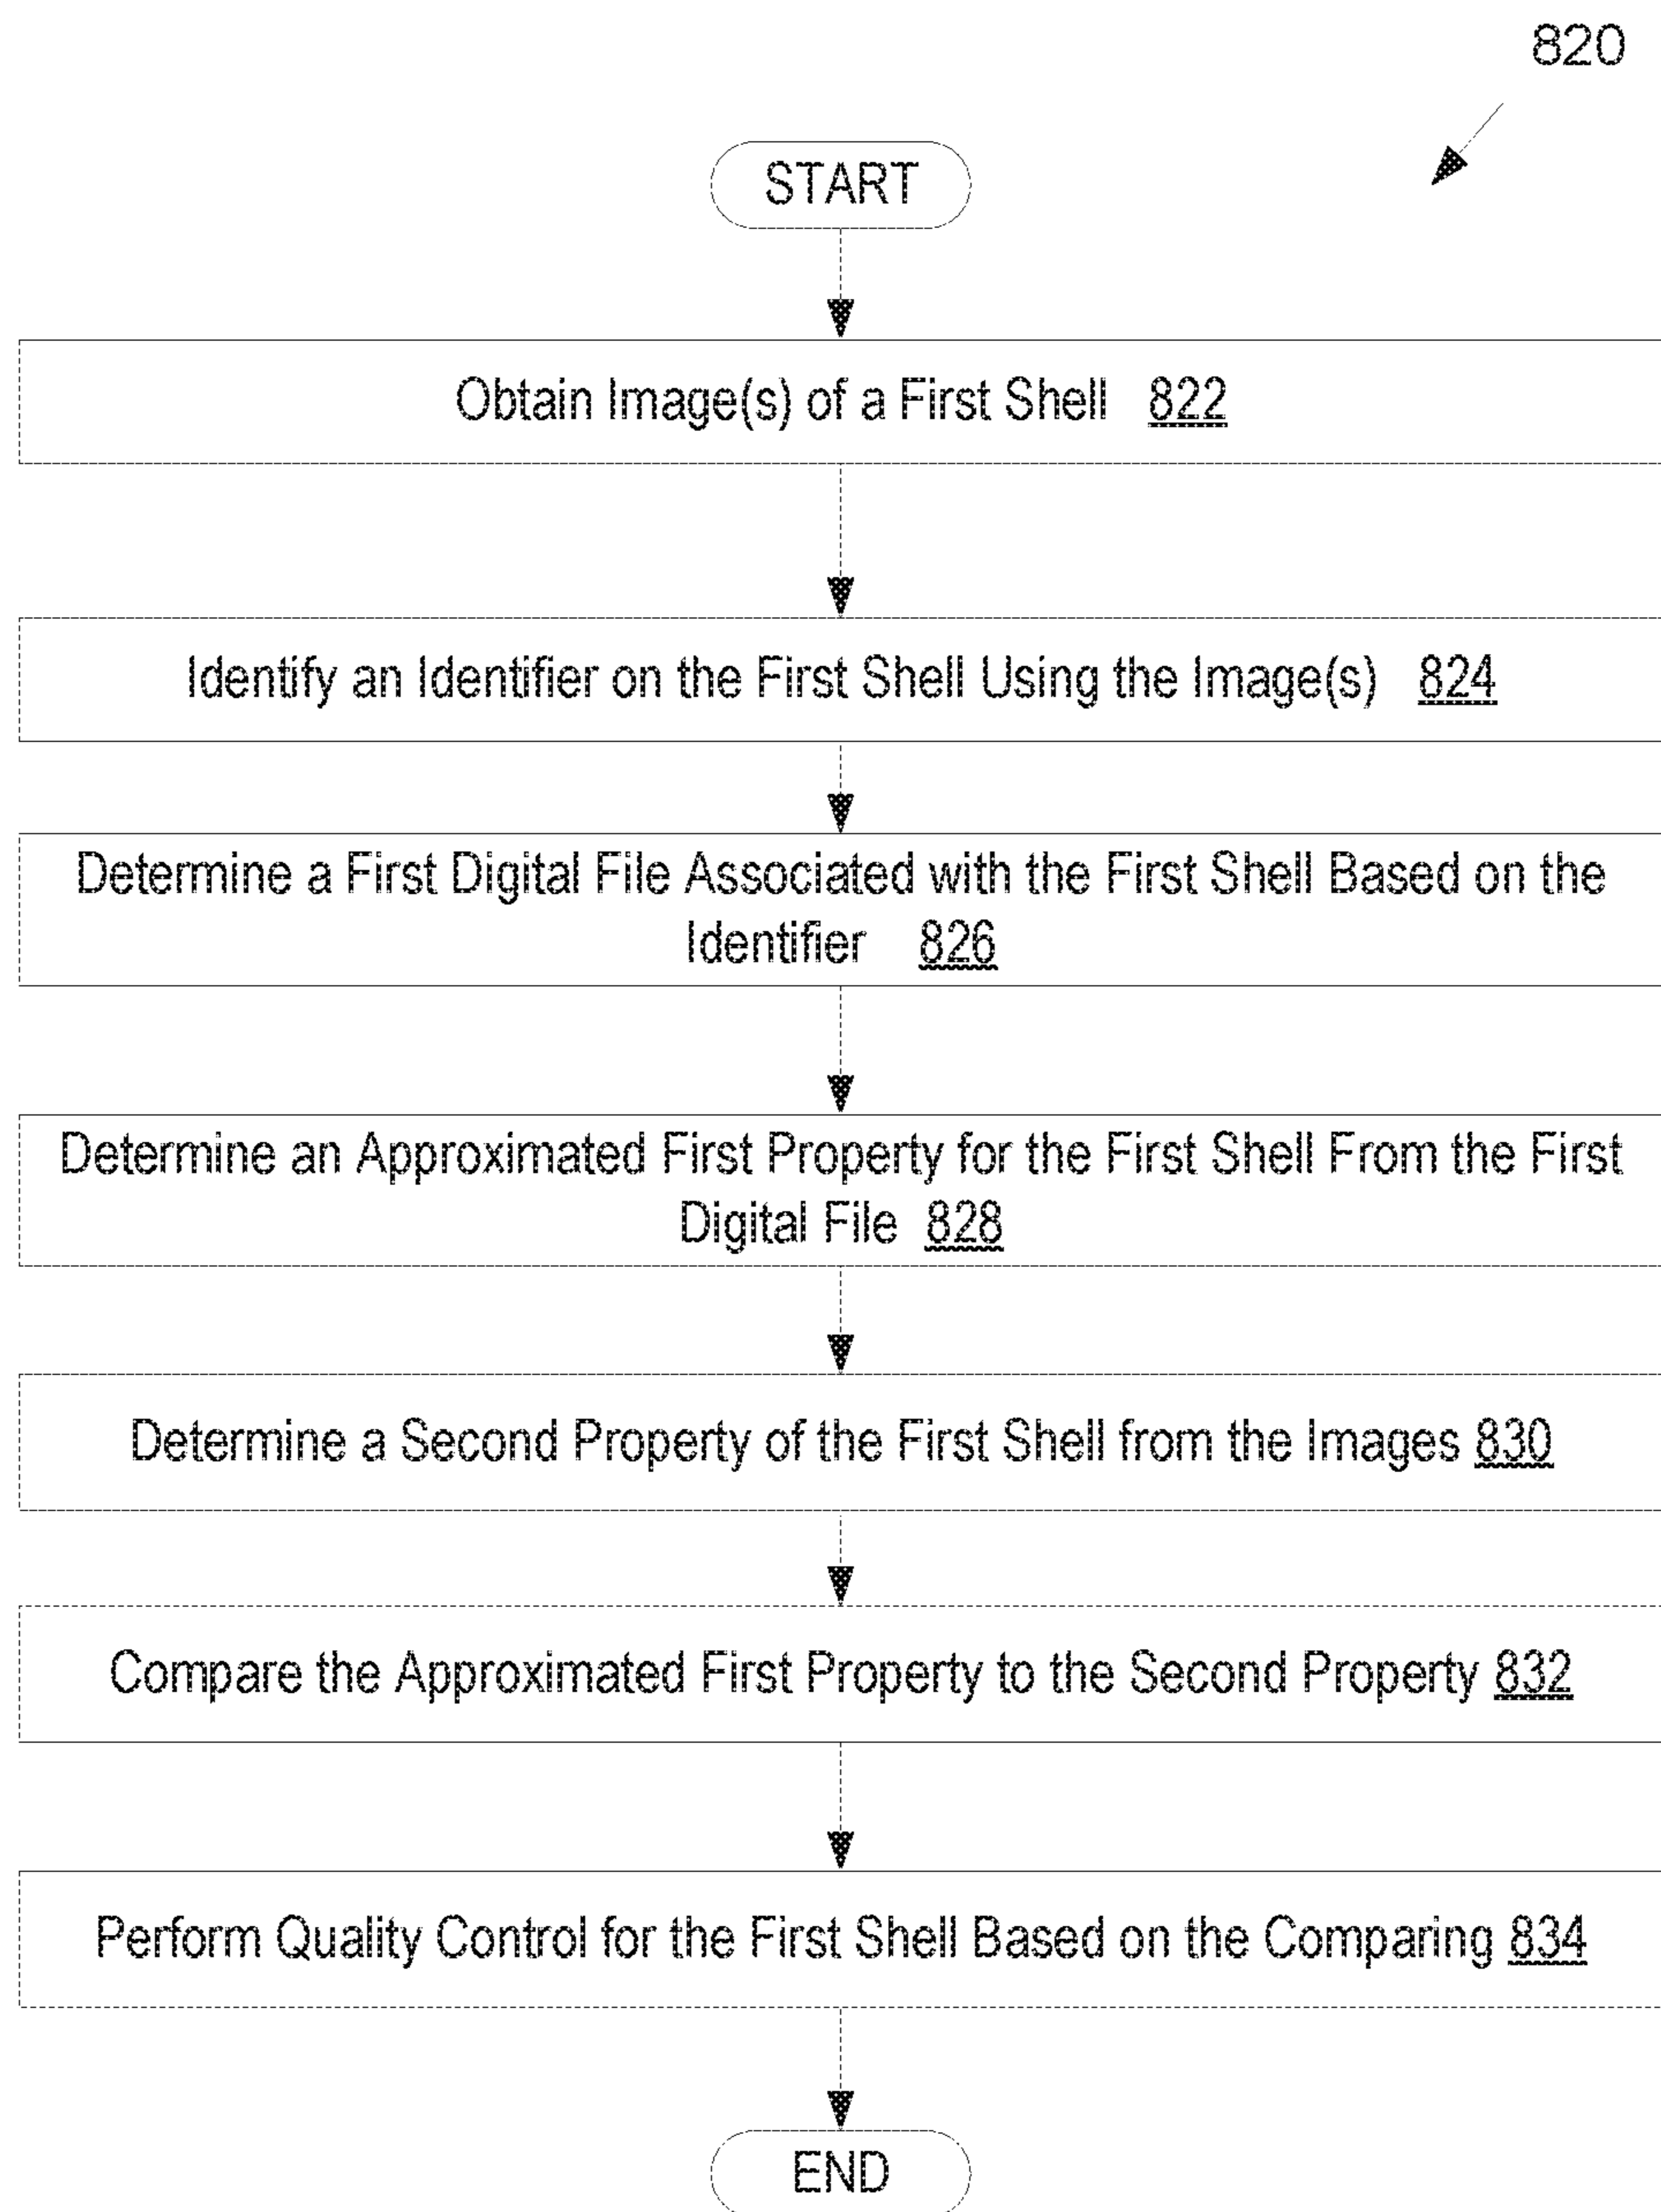 820
START
Obtain Image(s) of a First Shell 822
Identify an Identifier on the First Shell Using the Image(s) 824
Determine a First Digital File Associated with the First Shell Based on the
Identifier 826
Determine an Approximated First Property for the First Shell From the First
Digital File 828
Determine a Second Property of the First Shell from the Images 830
Compare the Approximated First Property to the Second Property 832
Perform Quality Control for the First Shell Based on the Comparing 834
END